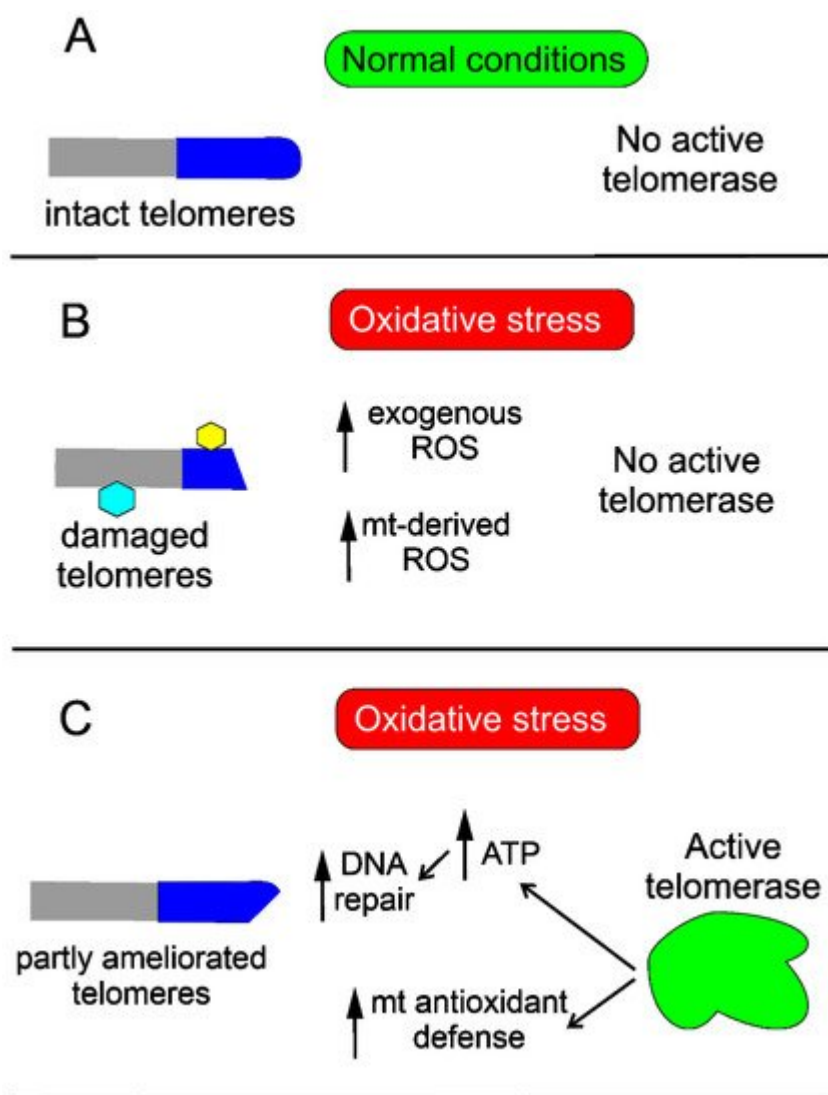 A
Normal conditions
intact telomeres
No active
telomerase
B
Oxidative stress
damaged
telomeres
exogenous
ROS
mt-derived
ROS
No active
telomerase
C
Oxidative stress
partly ameliorated
telomeres
DNA
repair
ATP
mt antioxidant
defense
Active
telomerase